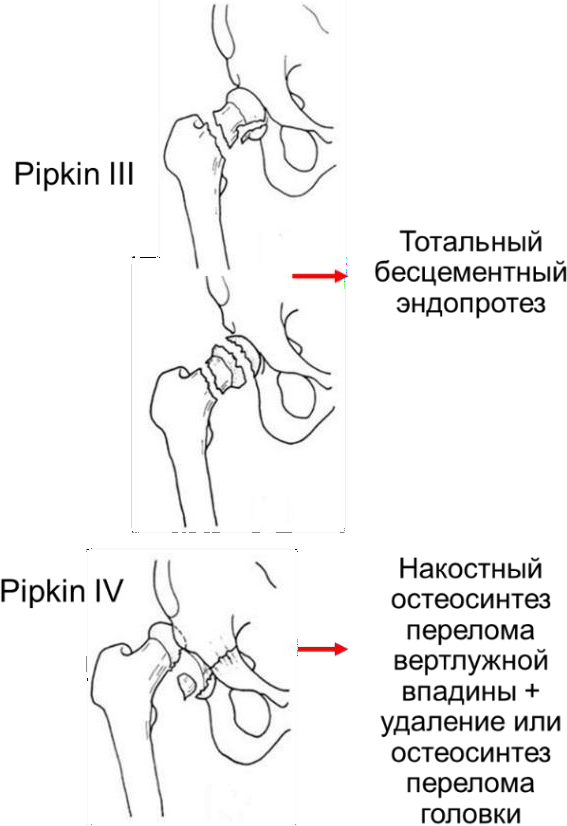 Pipkin III
Тотальный
бесцементный
эндопротез
Pipkin IV
Накостный
остеосинтез
перелома
вертлужной
впадины +
удаление или
остеосинтез
перелома
головки